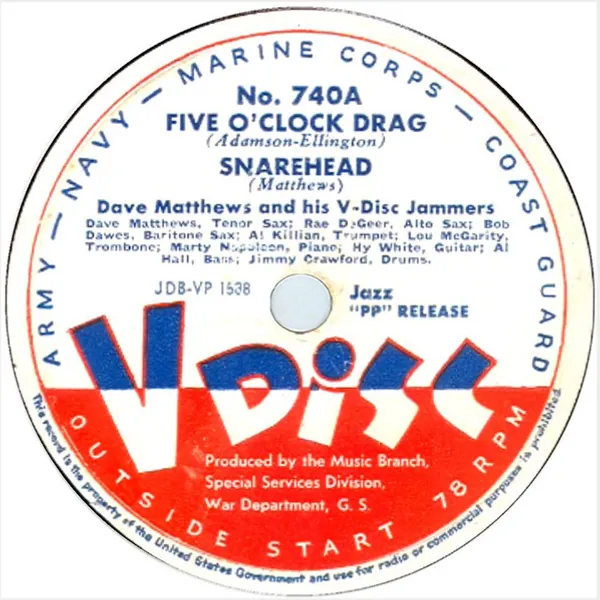 ARMY — NAVY — MARINE CORPS — COAST GUARD
No. 740A
FIVE O'CLOCK DRAG
(Adamson-Ellington)
SNAREHEAD
(Matthews)
Dave Matthews and his V-Disc Jammers
Dave Matthews, Tenor Sax; Rae DeGeer, Alto Sax; Bob
Dawes, Baritone Sax; Al Killian, Trumpet; Lou McGarity,
Trombone; Marty Napoleon, Piano; Hy White, Guitar; Al
Hall, Bass; Jimmy Crawford, Drums.
JDB-VP 1538
Jazz
"PP" RELEASE
V DISC
Produced by the Music Branch,
Special Services Division,
War Department, G. S.
OUTSIDE START 78 RPM
This record is the property of the United States Government and use for radio or commercial purposes is prohibited.